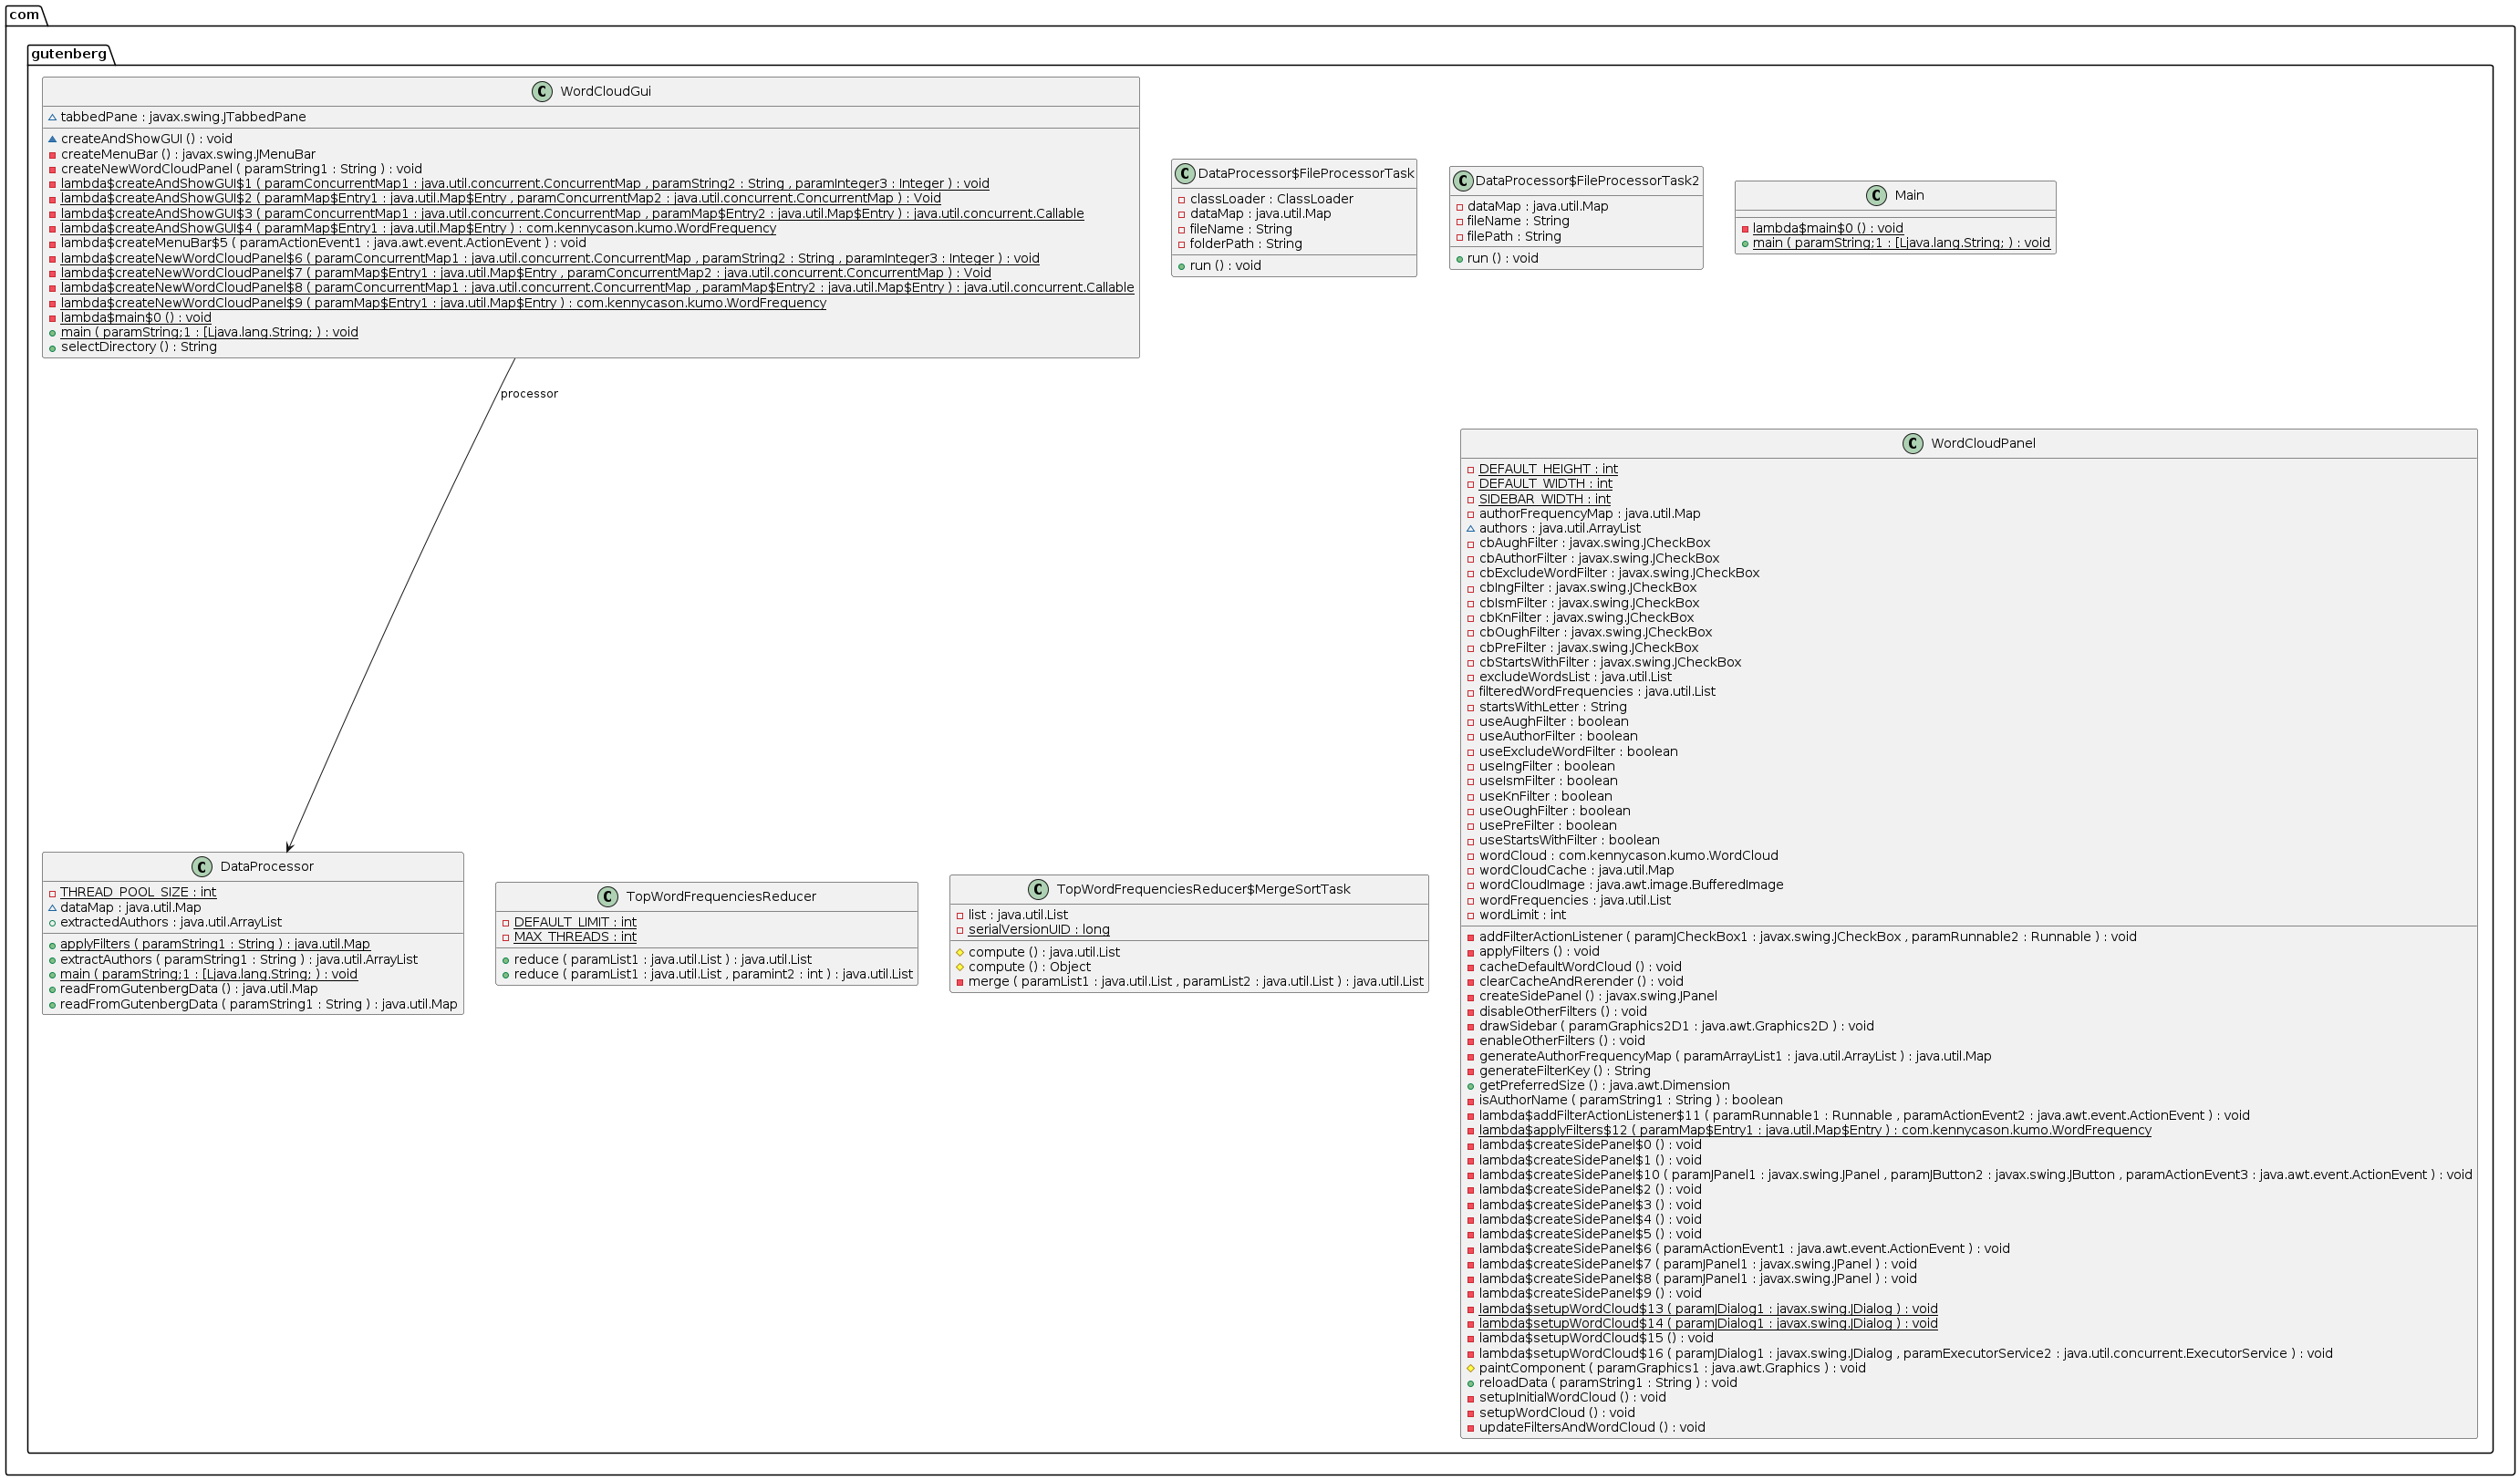 com
gutenberg
WordCloudGui
tabbedPane : javax.swing.JTabbedPane
createAndShowGUI () : void
createMenuBar () : javax.swing.JMenuBar
createNewWordCloudPanel ( paramString1 : String ) : void
lambda$createAndShowGUI$1 ( paramConcurrentMap1 : java.util.concurrent.ConcurrentMap , paramString2 : String , paramInteger3 : Integer ) : void
lambda$createAndShowGUI$2 ( paramMap$Entry1 : java.util.Map$Entry , paramConcurrentMap2 : java.util.concurrent.ConcurrentMap ) : Void
lambda$createAndShowGUI$3 ( paramConcurrentMap1 : java.util.concurrent.ConcurrentMap , paramMap$Entry2 : java.util.Map$Entry ) : java.util.concurrent.Callable
lambda$createAndShowGUI$4 ( paramMap$Entry1 : java.util.Map$Entry ) : com.kennycason.kumo.WordFrequency
lambda$createMenuBar$5 ( paramActionEvent1 : java.awt.event.ActionEvent ) : void
lambda$createNewWordCloudPanel$6 ( paramConcurrentMap1 : java.util.concurrent.ConcurrentMap , paramString2 : String , paramInteger3 : Integer ) : void
lambda$createNewWordCloudPanel$7 ( paramMap$Entry1 : java.util.Map$Entry , paramConcurrentMap2 : java.util.concurrent.ConcurrentMap ) : Void
lambda$createNewWordCloudPanel$8 ( paramConcurrentMap1 : java.util.concurrent.ConcurrentMap , paramMap$Entry2 : java.util.Map$Entry ) : java.util.concurrent.Callable
lambda$createNewWordCloudPanel$9 ( paramMap$Entry1 : java.util.Map$Entry ) : com.kennycason.kumo.WordFrequency
lambda$main$0 () : void
main ( paramString;1 : [Ljava.lang.String; ) : void
selectDirectory () : String
DataProcessor$FileProcessorTask
classLoader : ClassLoader
dataMap : java.util.Map
fileName : String
folderPath : String
run () : void
DataProcessor$FileProcessorTask2
dataMap : java.util.Map
fileName : String
filePath : String
run () : void
Main
lambda$main$0 () : void
main ( paramString;1 : [Ljava.lang.String; ) : void
processor
DataProcessor
THREAD_POOL_SIZE : int
dataMap : java.util.Map
extractedAuthors : java.util.ArrayList
applyFilters ( paramString1 : String ) : java.util.Map
extractAuthors ( paramString1 : String ) : java.util.ArrayList
main ( paramString;1 : [Ljava.lang.String; ) : void
readFromGutenbergData () : java.util.Map
readFromGutenbergData ( paramString1 : String ) : java.util.Map
TopWordFrequenciesReducer
DEFAULT_LIMIT : int
MAX_THREADS : int
reduce ( paramList1 : java.util.List ) : java.util.List
reduce ( paramList1 : java.util.List , paramint2 : int ) : java.util.List
TopWordFrequenciesReducer$MergeSortTask
list : java.util.List
serialVersionUID : long
compute () : java.util.List
compute () : Object
merge ( paramList1 : java.util.List , paramList2 : java.util.List ) : java.util.List
WordCloudPanel
DEFAULT_HEIGHT : int
DEFAULT_WIDTH : int
SIDEBAR_WIDTH : int
authorFrequencyMap : java.util.Map
authors : java.util.ArrayList
cbAughFilter : javax.swing.JCheckBox
cbAuthorFilter : javax.swing.JCheckBox
cbExcludeWordFilter : javax.swing.JCheckBox
cbIngFilter : javax.swing.JCheckBox
cbIsmFilter : javax.swing.JCheckBox
cbKnFilter : javax.swing.JCheckBox
cbOughFilter : javax.swing.JCheckBox
cbPreFilter : javax.swing.JCheckBox
cbStartsWithFilter : javax.swing.JCheckBox
excludeWordsList : java.util.List
filteredWordFrequencies : java.util.List
startsWithLetter : String
useAughFilter : boolean
useAuthorFilter : boolean
useExcludeWordFilter : boolean
useIngFilter : boolean
useIsmFilter : boolean
useKnFilter : boolean
useOughFilter : boolean
usePreFilter : boolean
useStartsWithFilter : boolean
wordCloud : com.kennycason.kumo.WordCloud
wordCloudCache : java.util.Map
wordCloudImage : java.awt.image.BufferedImage
wordFrequencies : java.util.List
wordLimit : int
addFilterActionListener ( paramJCheckBox1 : javax.swing.JCheckBox , paramRunnable2 : Runnable ) : void
applyFilters () : void
cacheDefaultWordCloud () : void
clearCacheAndRerender () : void
createSidePanel () : javax.swing.JPanel
disableOtherFilters () : void
drawSidebar ( paramGraphics2D1 : java.awt.Graphics2D ) : void
enableOtherFilters () : void
generateAuthorFrequencyMap ( paramArrayList1 : java.util.ArrayList ) : java.util.Map
generateFilterKey () : String
getPreferredSize () : java.awt.Dimension
isAuthorName ( paramString1 : String ) : boolean
lambda$addFilterActionListener$11 ( paramRunnable1 : Runnable , paramActionEvent2 : java.awt.event.ActionEvent ) : void
lambda$applyFilters$12 ( paramMap$Entry1 : java.util.Map$Entry ) : com.kennycason.kumo.WordFrequency
lambda$createSidePanel$0 () : void
lambda$createSidePanel$1 () : void
lambda$createSidePanel$10 ( paramJPanel1 : javax.swing.JPanel , paramJButton2 : javax.swing.JButton , paramActionEvent3 : java.awt.event.ActionEvent ) : void
lambda$createSidePanel$2 () : void
lambda$createSidePanel$3 () : void
lambda$createSidePanel$4 () : void
lambda$createSidePanel$5 () : void
lambda$createSidePanel$6 ( paramActionEvent1 : java.awt.event.ActionEvent ) : void
lambda$createSidePanel$7 ( paramJPanel1 : javax.swing.JPanel ) : void
lambda$createSidePanel$8 ( paramJPanel1 : javax.swing.JPanel ) : void
lambda$createSidePanel$9 () : void
lambda$setupWordCloud$13 ( paramJDialog1 : javax.swing.JDialog ) : void
lambda$setupWordCloud$14 ( paramJDialog1 : javax.swing.JDialog ) : void
lambda$setupWordCloud$15 () : void
lambda$setupWordCloud$16 ( paramJDialog1 : javax.swing.JDialog , paramExecutorService2 : java.util.concurrent.ExecutorService ) : void
paintComponent ( paramGraphics1 : java.awt.Graphics ) : void
reloadData ( paramString1 : String ) : void
setupInitialWordCloud () : void
setupWordCloud () : void
updateFiltersAndWordCloud () : void